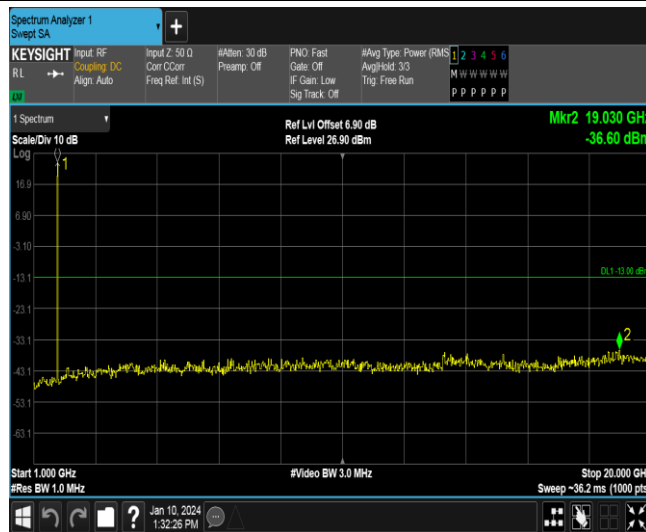 Spectrum Analyzer 1
Swept SA
KEYSIGHT
RL
Input: RF
Coupling: DC
Align: Auto
Input Z: 50 Ω
Corr CCorr
Freq Ref: Int (S)
#Atten: 30 dB
Preamp: Off
PNO: Fast
Gate: Off
IF Gain: Low
Sig Track: Off
#Avg Type: Power (RMS
Avg|Hold: 3/3
Trig: Free Run
1 2 3 4 5 6
M W W W W W
P P P P P P
1 Spectrum
Scale/Div 10 dB
Ref Lvl Offset 6.90 dB
Ref Level 26.90 dBm
Mkr2 19.030 GHz
-36.60 dBm
Log
1
16.9
6.90
-3.10
-13.1
DL1 -13.00 dBm
-23.1
-33.1
2
-43.1
-53.1
-63.1
Start 1.000 GHz
#Video BW 3.0 MHz
Stop 20.000 GHz
#Res BW 1.0 MHz
Sweep ~36.2 ms (1000 pts
?
Jan 10, 2024
1:32:26 PM